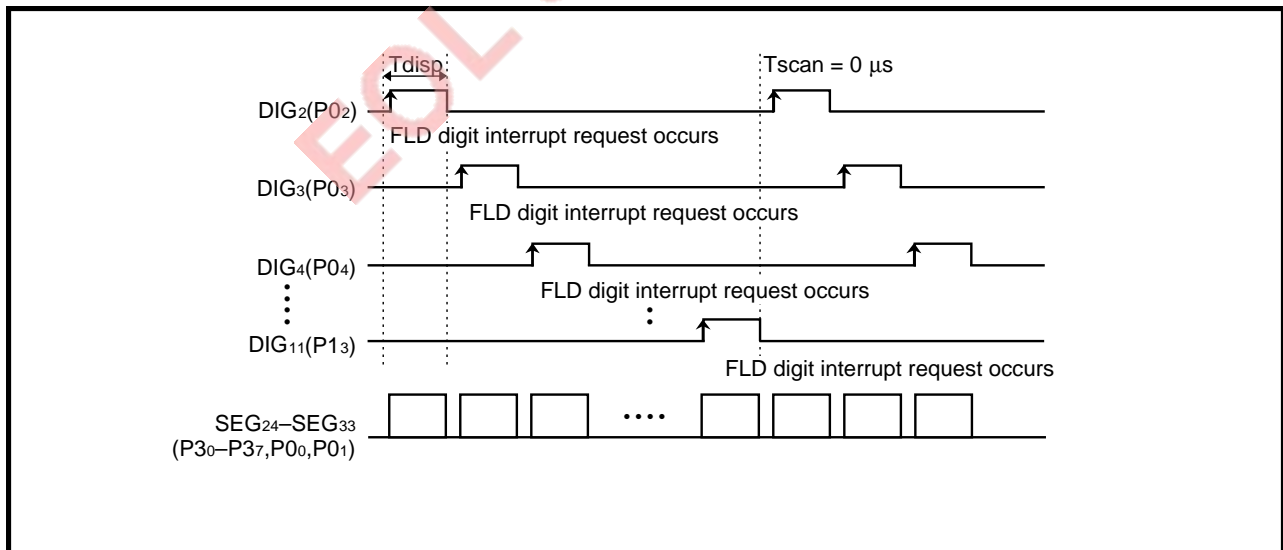 EOL
Tdisp
Tscan = 0 μs
DIG2(P02)
FLD digit interrupt request occurs
DIG3(P03)
FLD digit interrupt request occurs
DIG4(P04)
FLD digit interrupt request occurs
DIG11(P13)
FLD digit interrupt request occurs
SEG24–SEG33
(P30–P37,P00,P01)